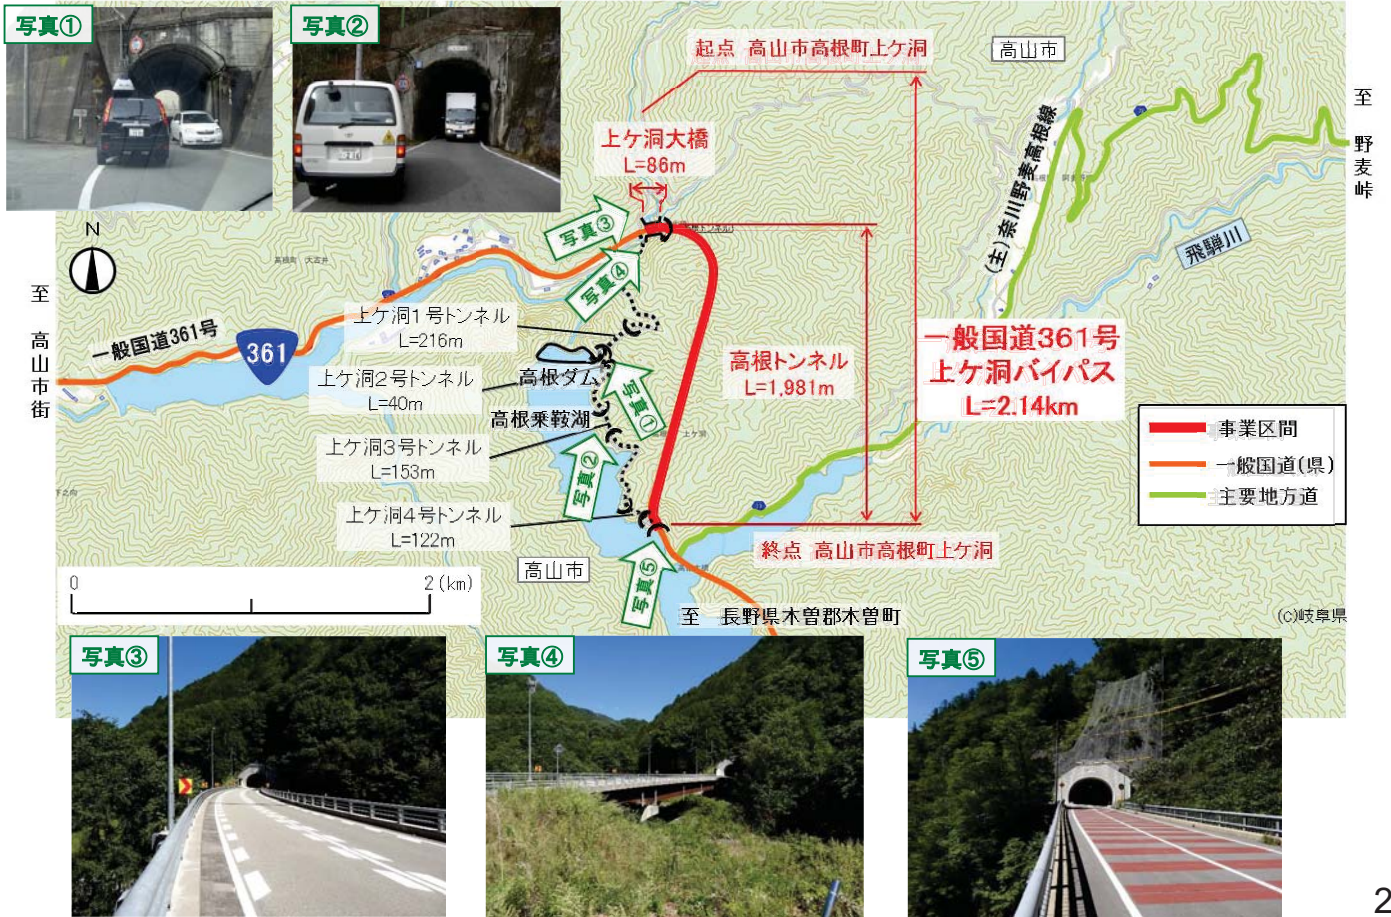 写真①
写真②
起点 高山市高根町上ケ洞
高山市
至 野麦峠
上ケ洞大橋
L=86m
(主)奈川野麦高根線
飛騨川
N
写真③
写真④
高根町 大古井
至 高山市街
一般国道361号
361
上ケ洞1号トンネル
L=216m
上ケ洞2号トンネル
L=40m
高根ダム
写真①
高根乗鞍湖
上ケ洞3号トンネル
L=153m
写真②
上ケ洞4号トンネル
L=122m
高根トンネル
L=1,981m
上ケ洞
一般国道361号
上ケ洞バイパス
L=2.14km
事業区間
一般国道(県)
主要地方道
終点 高山市高根町上ケ洞
高山市
写真⑤
至 長野県木曽郡木曽町
0 2(km)
(c)岐阜県
写真③
写真④
写真⑤
2